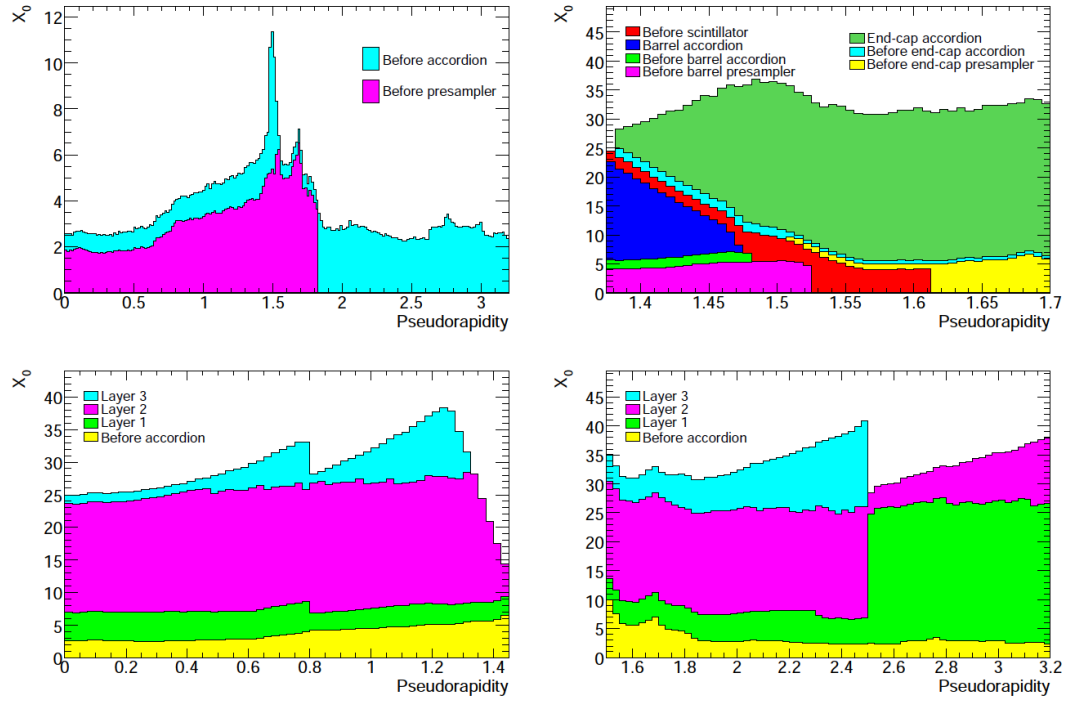 X₀
12
10
8
6
4
2
0
Before accordion
Before presampler
0 1 1.5 2 2.5 3
Pseudorapidity
X₀
45
40
35
30
25
20
15
10
5
0
Before scintillator
Barrel accordion
Before barrel accordion
Before barrel presampler
End-cap accordion
Before end-cap accordion
Before end-cap presampler
1.4 1.45 1.5 1.55 1.6 1.65 1.7
Pseudorapidity
X₀
40
35
30
25
20
15
10
5
0
Layer 3
Layer 2
Layer 1
Before accordion
0 0.2 0.4 0.6 0.8 1 1.2 1.4
Pseudorapidity
X₀
45
40
35
30
25
20
15
10
5
0
Layer 3
Layer 2
Layer 1
Before accordion
1.6 1.8 2 2.2 2.4 2.6 2.8 3 3.2
Pseudorapidity